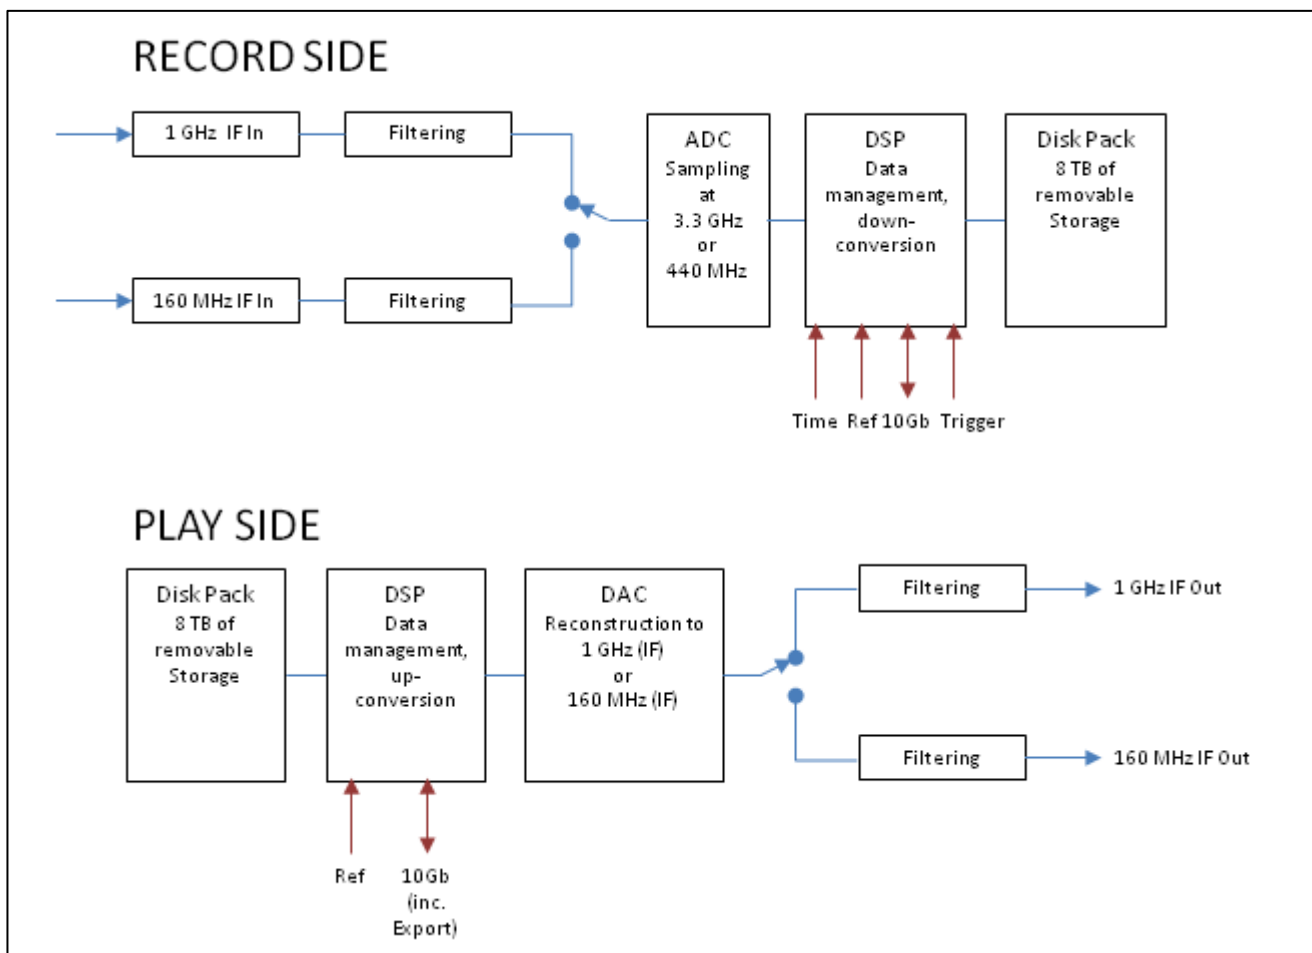 RECORD SIDE
1 GHz IF In
Filtering
160 MHz IF In
Filtering
ADC
Sampling
at
3.3 GHz
or
440 MHz
DSP
Data
management,
down-
conversion
Disk Pack
8 TB of
removable
Storage
Time Ref 10Gb Trigger
PLAY SIDE
Disk Pack
8 TB of
removable
Storage
DSP
Data
management,
up-
conversion
DAC
Reconstruction to
1 GHz (IF)
or
160 MHz (IF)
Filtering
1 GHz IF Out
Filtering
160 MHz IF Out
Ref
10Gb
(inc.
Export)